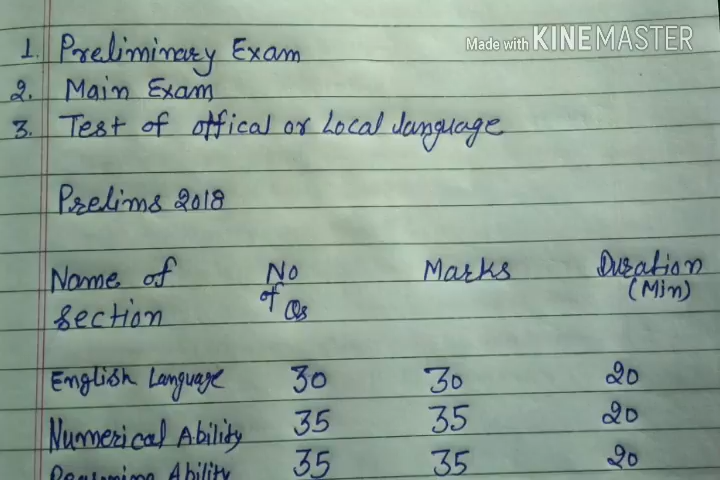 Made with KINEMASTER
1. Preliminary Exam
2. Main Exam
3. Test of offical or Local language
Prelims 2018
Name of section No of Qs Marks Duration (Min)
English Language 30 30 20
Numerical Ability 35 35 20
Reasoning Ability 35 35 20